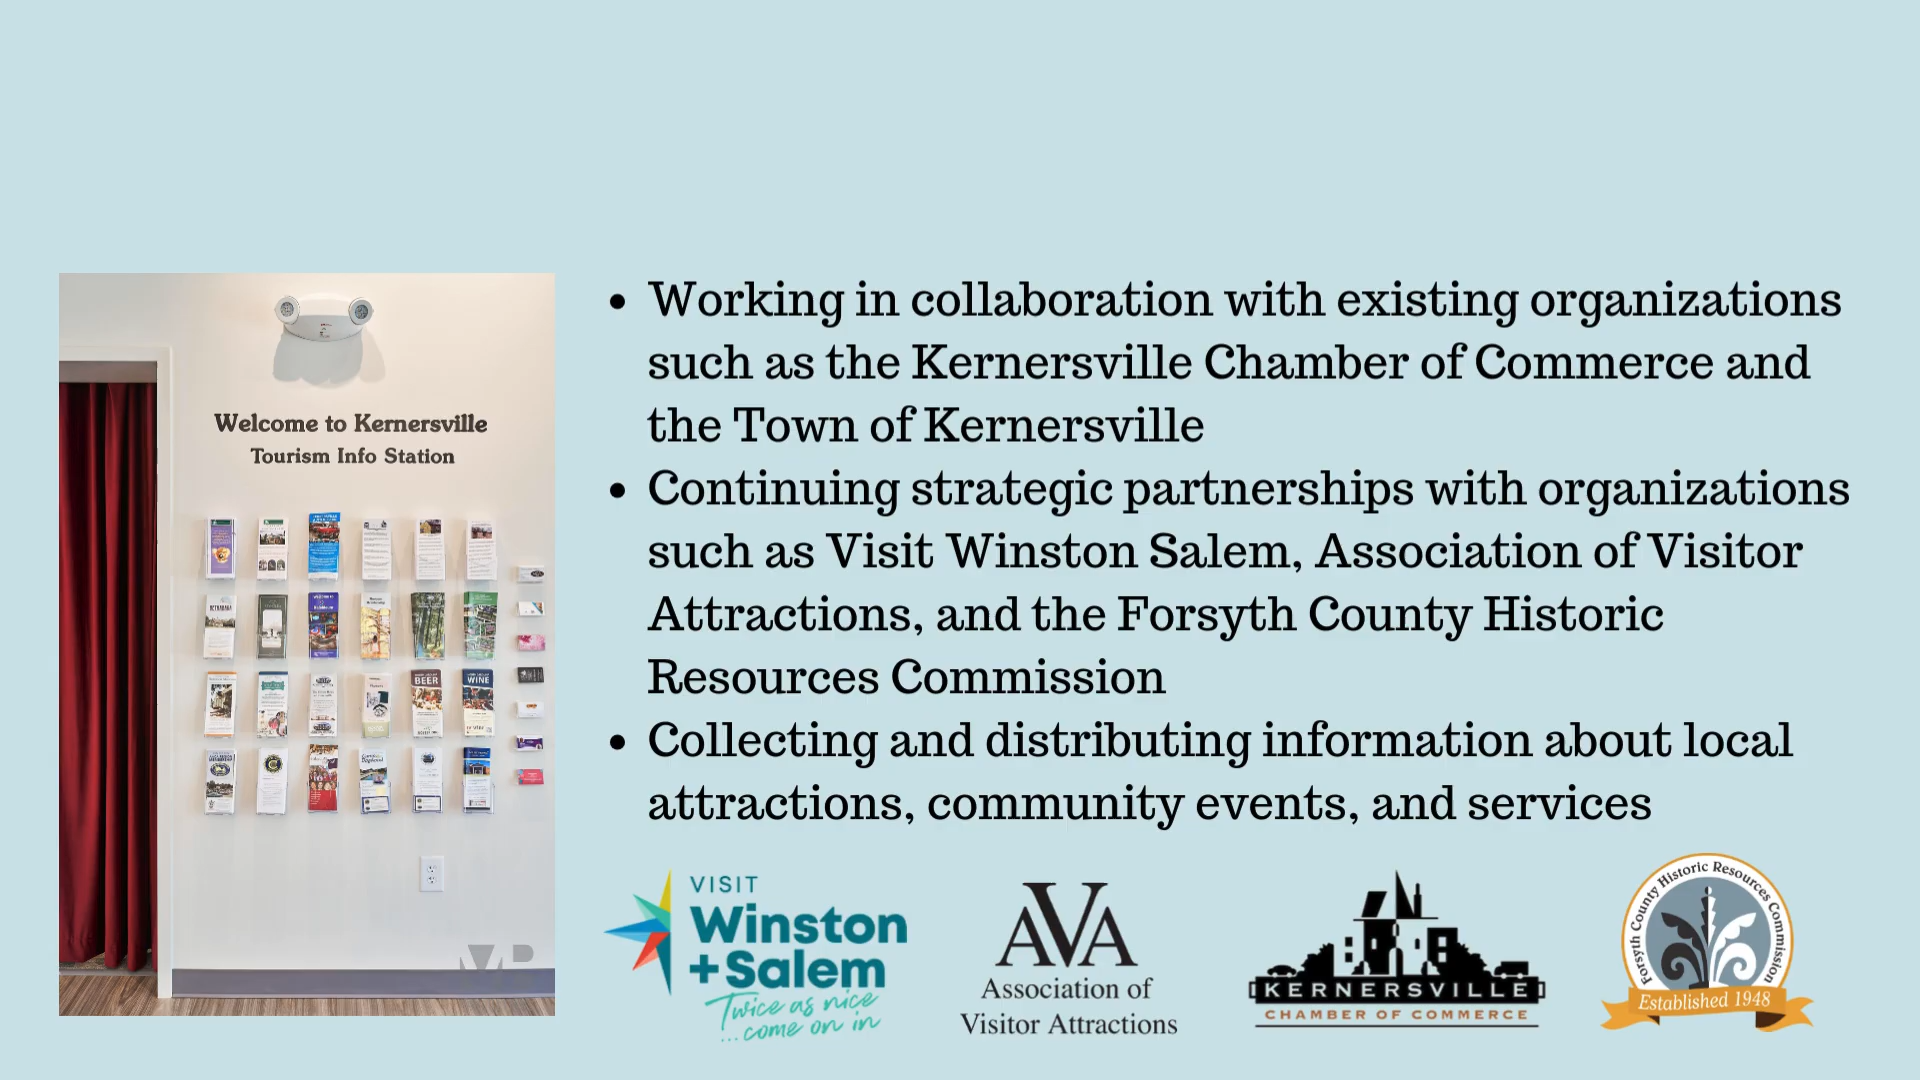 Welcome to Kernersville
Tourism Info Station
BEER
WINE
• Working in collaboration with existing organizations
such as the Kernersville Chamber of Commerce and
the Town of Kernersville
• Continuing strategic partnerships with organizations
such as Visit Winston Salem, Association of Visitor
Attractions, and the Forsyth County Historic
Resources Commission
• Collecting and distributing information about local
attractions, community events, and services
VISIT
Winston
+Salem
Twice as nice
...come on in
AVA
Association of
Visitor Attractions
KERNERSVILLE
CHAMBER OF COMMERCE
Forsyth County Historic Resources Commission
Established 1948